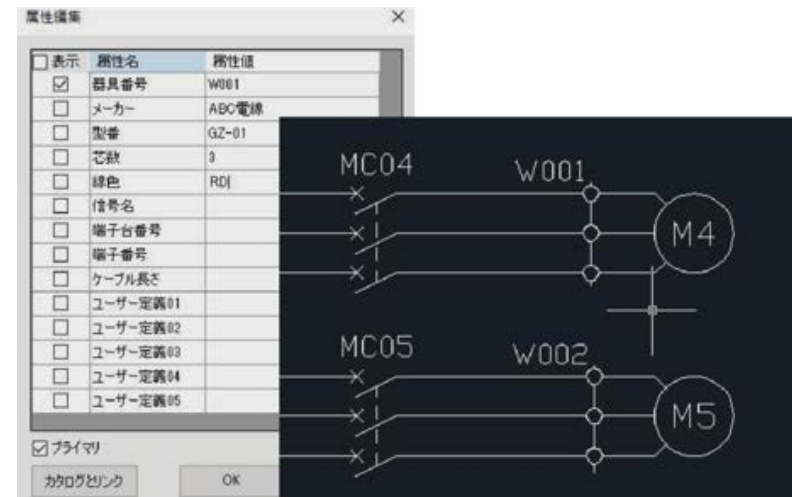 属性編集
表示 属性名 属性値
器具番号 W001
メーカー ABC電線
型番 GZ-01
芯数 3
線色 RD
信号名
端子台番号
端子番号
ケーブル長さ
ユーザー定義01
ユーザー定義02
ユーザー定義03
ユーザー定義04
ユーザー定義05
プライマリ
カタログとリンク OK
MC04 W001 M4
MC05 W002 M5